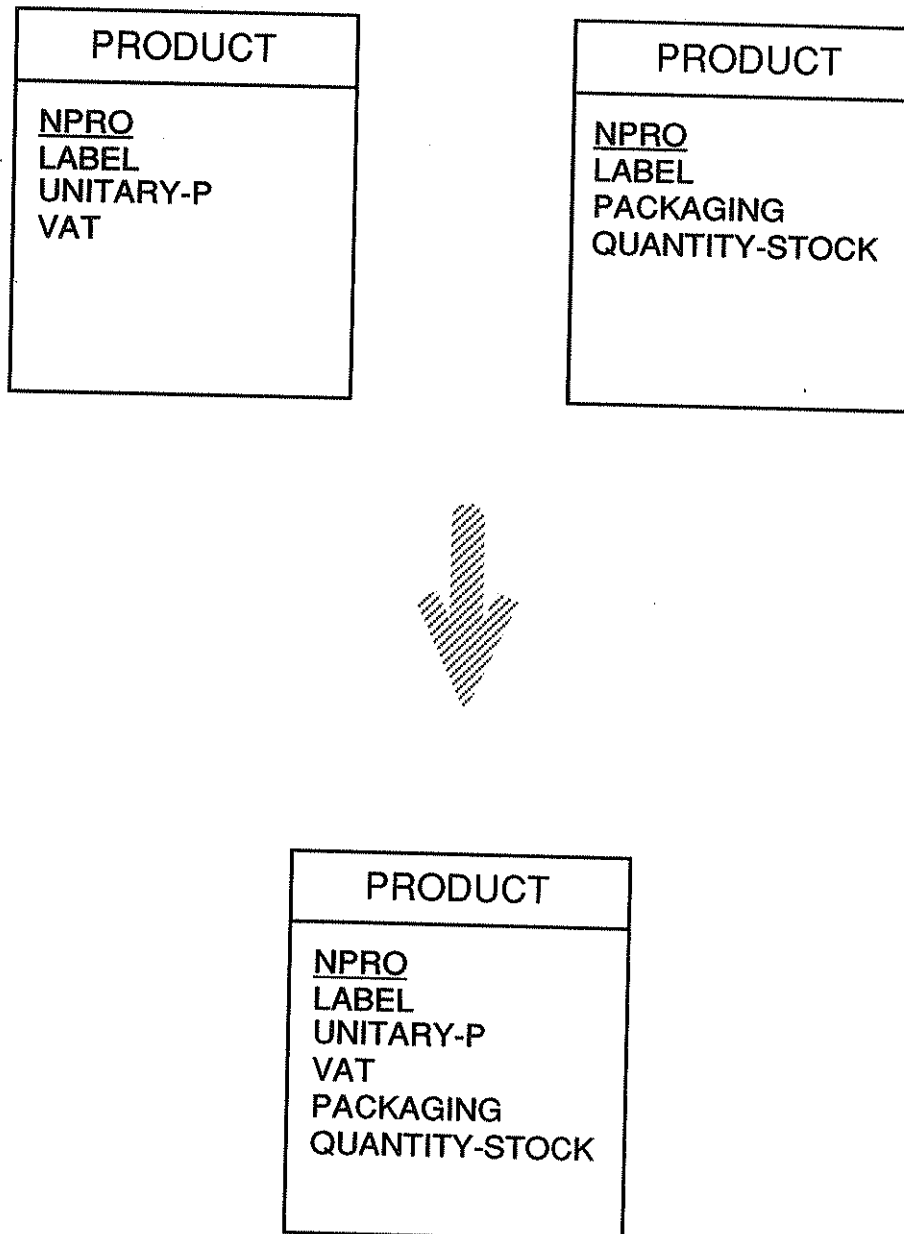 PRODUCT
NPRO
LABEL
UNITARY-P
VAT
PRODUCT
NPRO
LABEL
PACKAGING
QUANTITY-STOCK
PRODUCT
NPRO
LABEL
UNITARY-P
VAT
PACKAGING
QUANTITY-STOCK